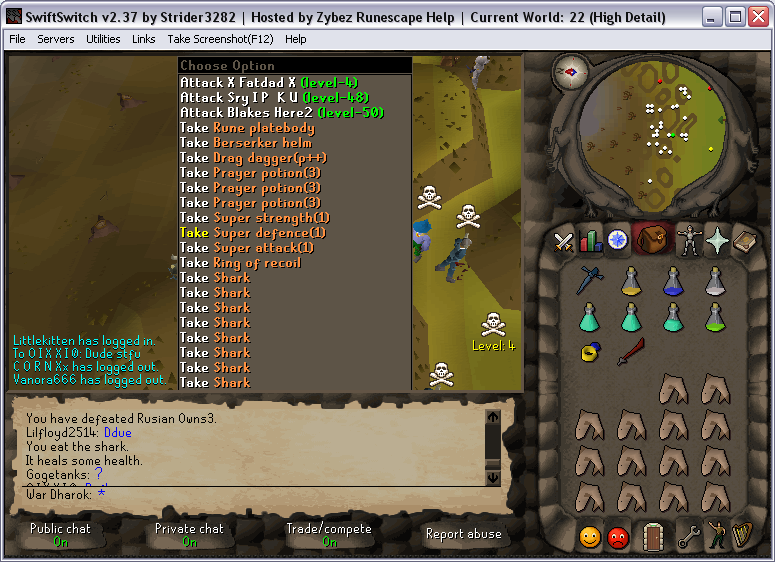 SwiftSwitch v2.37 by Strider3282 | Hosted by Zybez Runescape Help | Current World: 22 (High Detail)
File Servers Utilities Links Take Screenshot(F12) Help
Choose Option
Attack X Fatdad X (level-4)
Attack Sry I P K U (level-48)
Attack Blakes Here2 (level-50)
Take Rune platebody
Take Berserker helm
Take Drag dagger(p++)
Take Prayer potion(3)
Take Prayer potion(3)
Take Prayer potion(3)
Take Super strength(1)
Take Super defence(1)
Take Super attack(1)
Take Ring of recoil
Take Shark
Take Shark
Take Shark
Take Shark
Take Shark
Take Shark
Take Shark
Take Shark
Level: 4
Littlekitten has logged in.
To O I X X I 0: Dude stfu
C O R N Xx has logged out.
Vanora666 has logged out.
You have defeated Rusian Owns3.
Lilfloyd2514: Ddue
You eat the shark.
It heals some health.
Gogetanks: ?
War Dharok: *
Public chat
On
Private chat
On
Trade/compete
On
Report abuse